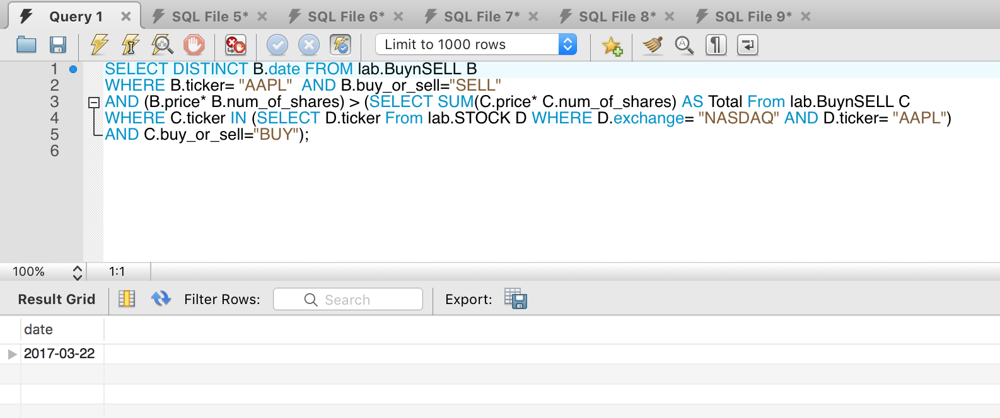 Query 1 SQL File 5* SQL File 6* SQL File 7* SQL File 8* SQL File 9*
Limit to 1000 rows
1 SELECT DISTINCT B.date FROM lab.BuynSELL B
2 WHERE B.ticker= "AAPL"  AND B.buy_or_sell="SELL"
3 AND (B.price* B.num_of_shares) > (SELECT SUM(C.price* C.num_of_shares) AS Total From lab.BuynSELL C
4 WHERE C.ticker IN (SELECT D.ticker From lab.STOCK D WHERE D.exchange= "NASDAQ" AND D.ticker= "AAPL")
5 AND C.buy_or_sell="BUY");
6
100% 1:1
Result Grid Filter Rows: Search Export:
date
2017-03-22